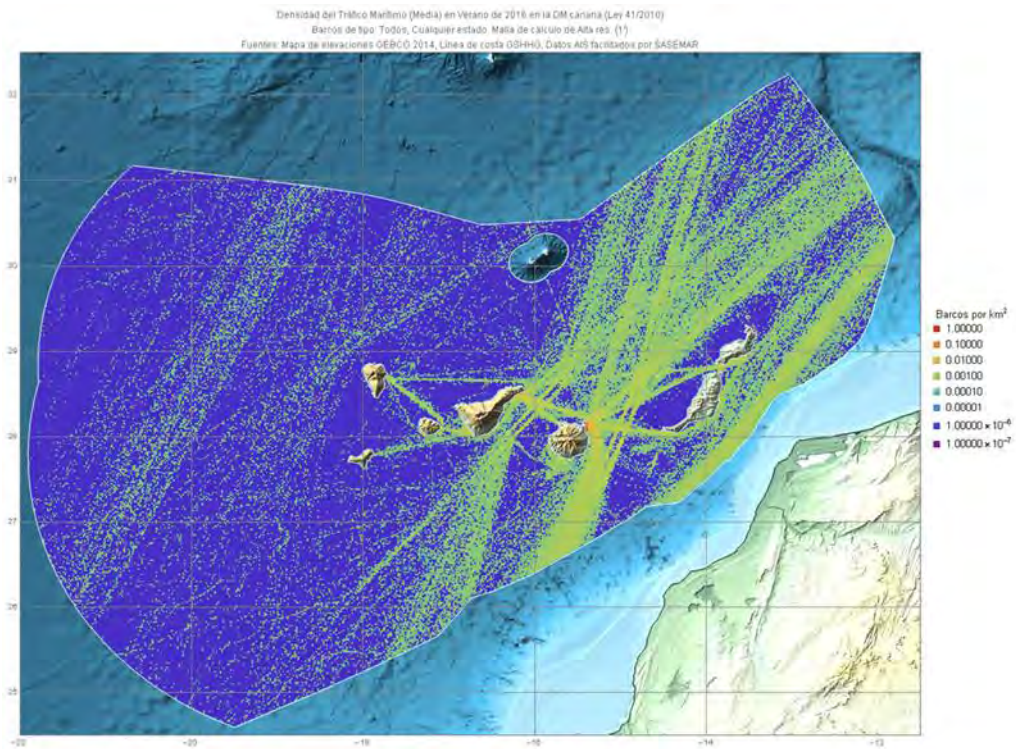 Densidad del Tráfico Marítimo (Media) en Verano de 2016 en la DM canaria (Ley 41/2010)
Barcos de tipo: Todos, Cualquier estado. Malla de cálculo de Alta res. (1')
Fuentes: Mapa de elevaciones GEBCO 2014, Línea de costa GSHHG, Datos AIS facilitados por SASEMAR
32
31
30
29
28
27
26
25
-22 -20 -18 -16 -14 -12
Barcos por km²
1.00000
0.10000
0.01000
0.00100
0.00010
0.00001
1.00000 × 10⁻⁶
1.00000 × 10⁻⁷